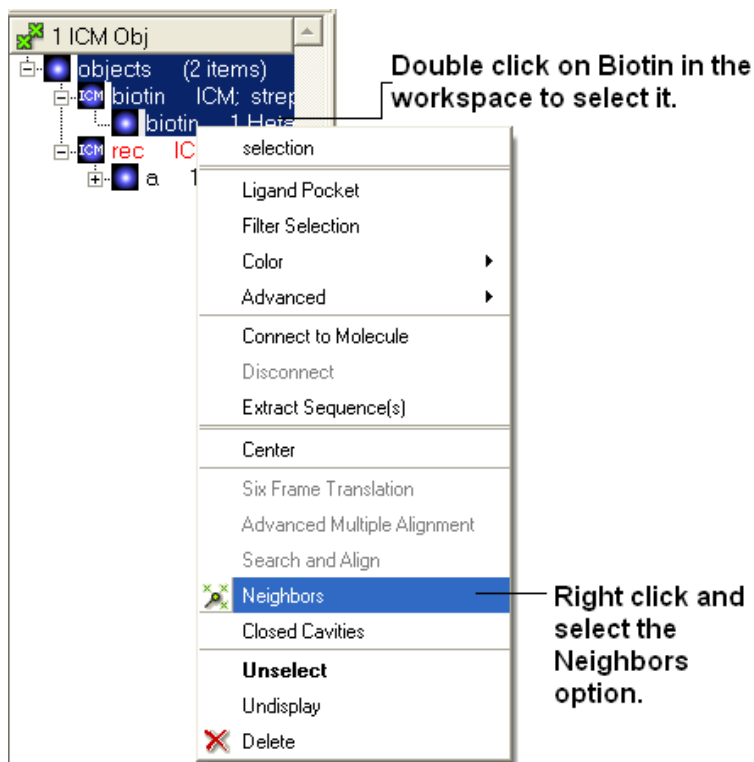 1 ICM Obj
objects (2 items)
Double click on Biotin in the
workspace to select it.
ICM biotin ICM; strep
biotin 1 Hete
ICM rec IC
a 1
selection
Ligand Pocket
Filter Selection
Color
Advanced
Connect to Molecule
Disconnect
Extract Sequence(s)
Center
Six Frame Translation
Advanced Multiple Alignment
Search and Align
Neighbors
Right click and
select the
Neighbors
option.
Closed Cavities
Unselect
Undisplay
Delete